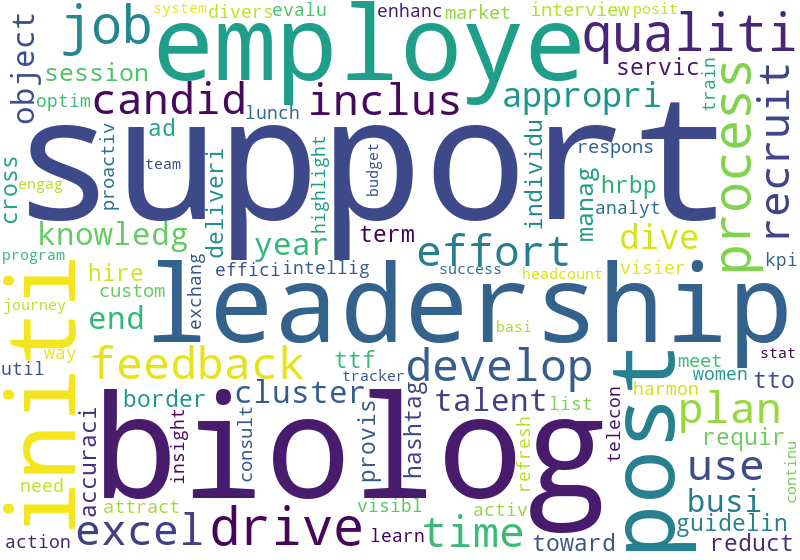 system
divers
evalu
enhanc
market
interview
posit
job
employe
qualiti
object
session
servic
optim
candid
inclus
appropri
train
lunch
ad
support
process
recruit
cross
proactiv
team
highlight
budget
individu
respons
engag
deliveri
hrbp
manag
analyt
knowledg
year
term
effort
dive
program
hire
exchang
effici
intellig
success
headcount
visier
kpi
custom
leadership
journey
initi
end
basi
way
feedback
ttf
develop
meet
stat
util
tracker
women
tto
border
cluster
talent
list
harmon
post
plan
accuraci
biolog
insight
consult
provis
hashtag
refresh
telecon
requir
need
use
continu
attract
visibl
activ
busi
action
excel
drive
learn
time
toward
guidelin
reduct